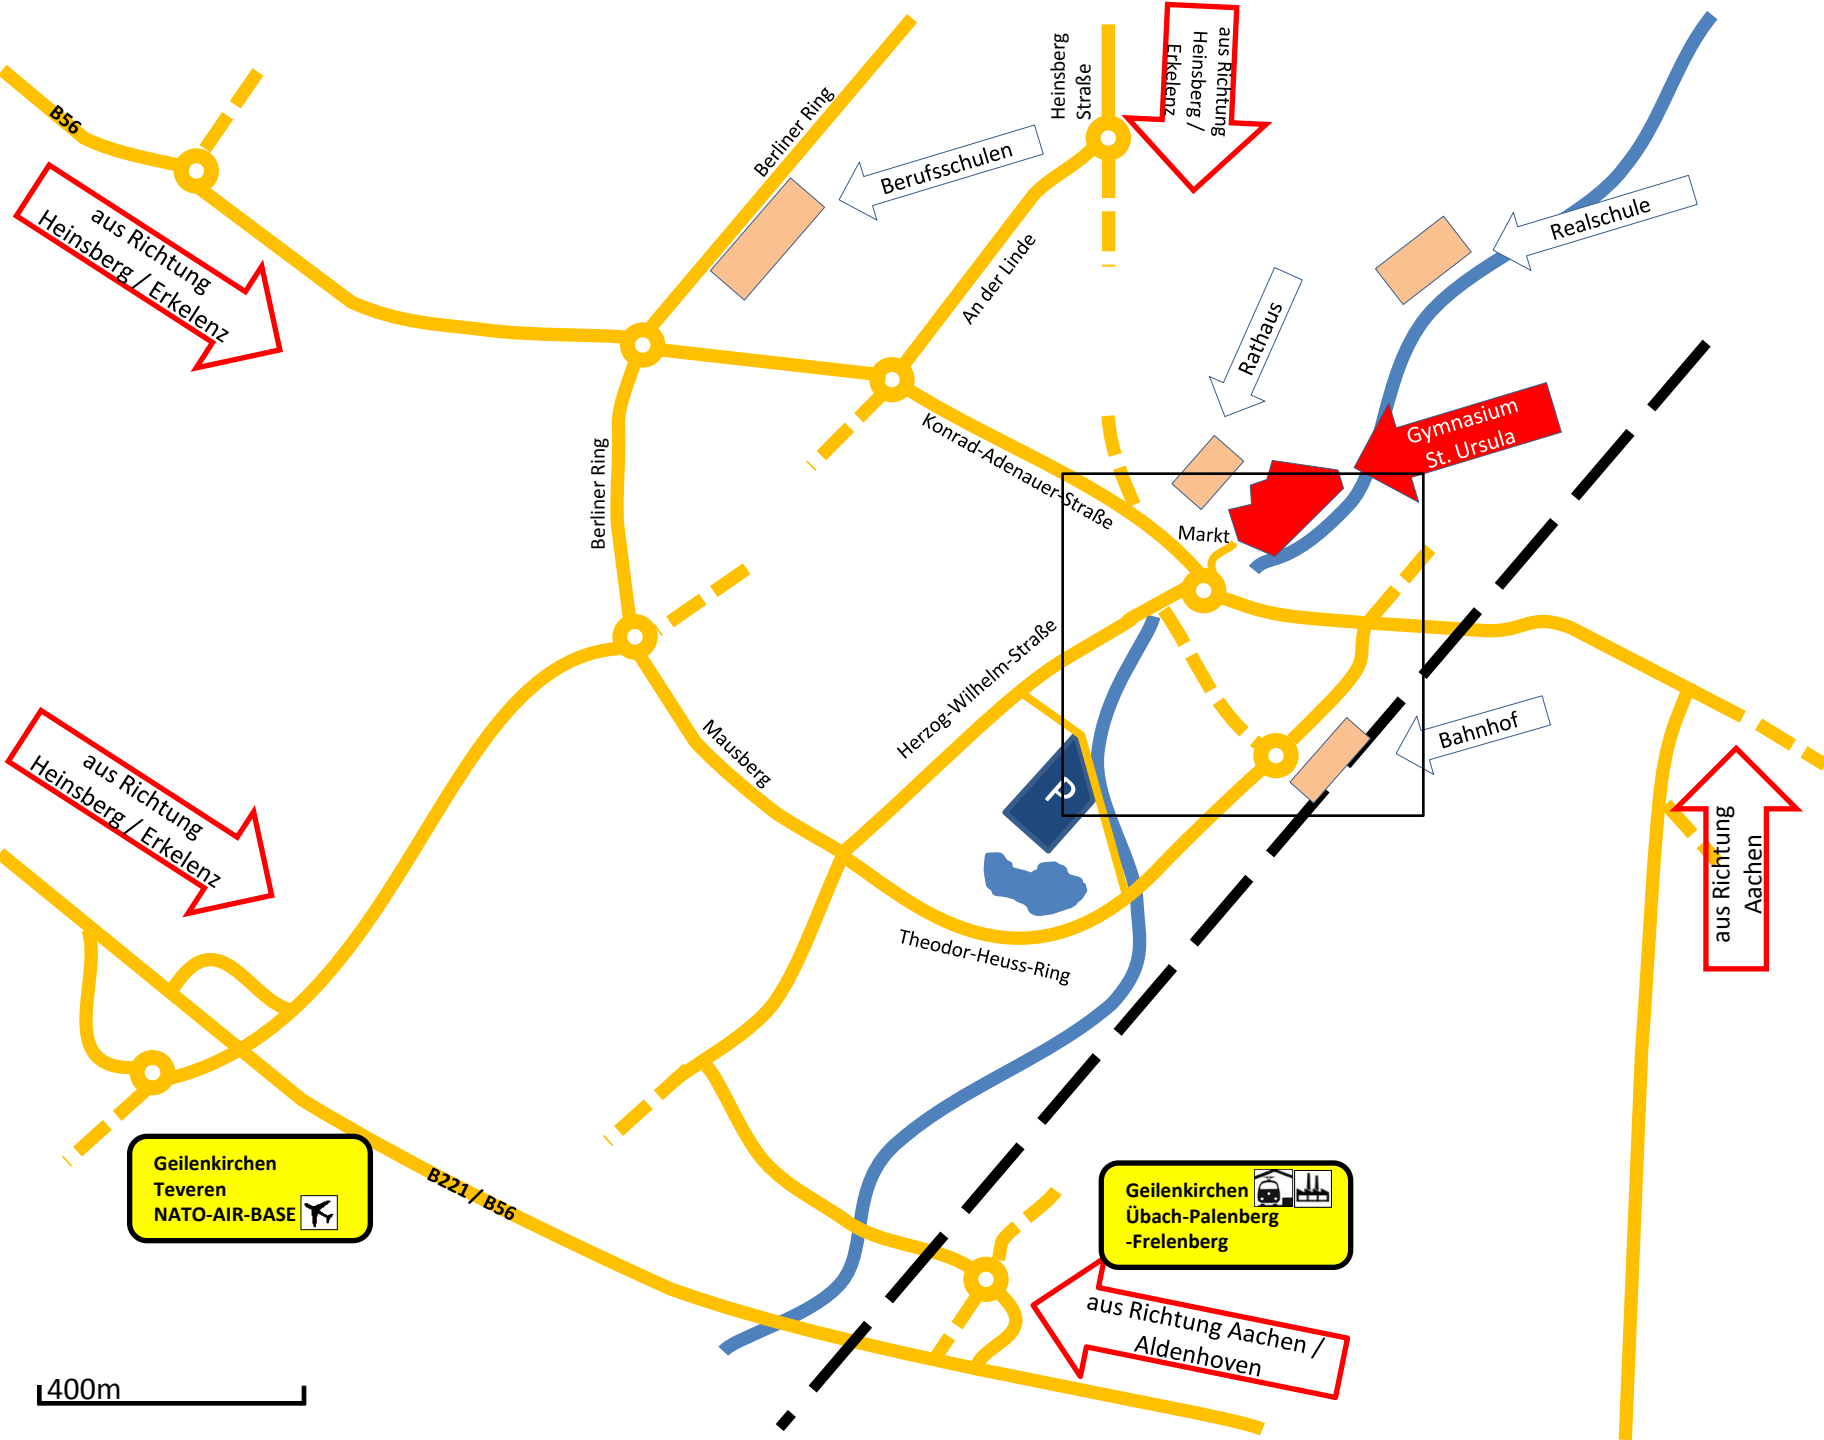 B56
aus Richtung
Heinsberg / Erkelenz
Berliner Ring
Heinsberg
Straße
aus Richtung
Heinsberg /
Erkelenz
Berufsschulen
Realschule
An der Linde
Rathaus
Gymnasium
St. Ursula
Konrad-Adenauer-Straße
Berliner Ring
Markt
Herzog-Wilhelm-Straße
Mausberg
Bahnhof
P
aus Richtung
Heinsberg / Erkelenz
aus Richtung
Aachen
Theodor-Heuss-Ring
Geilenkirchen
Teveren
NATO-AIR-BASE
B221 / B56
Geilenkirchen
Übach-Palenberg
-Frelenberg
aus Richtung Aachen /
Aldenhoven
400m